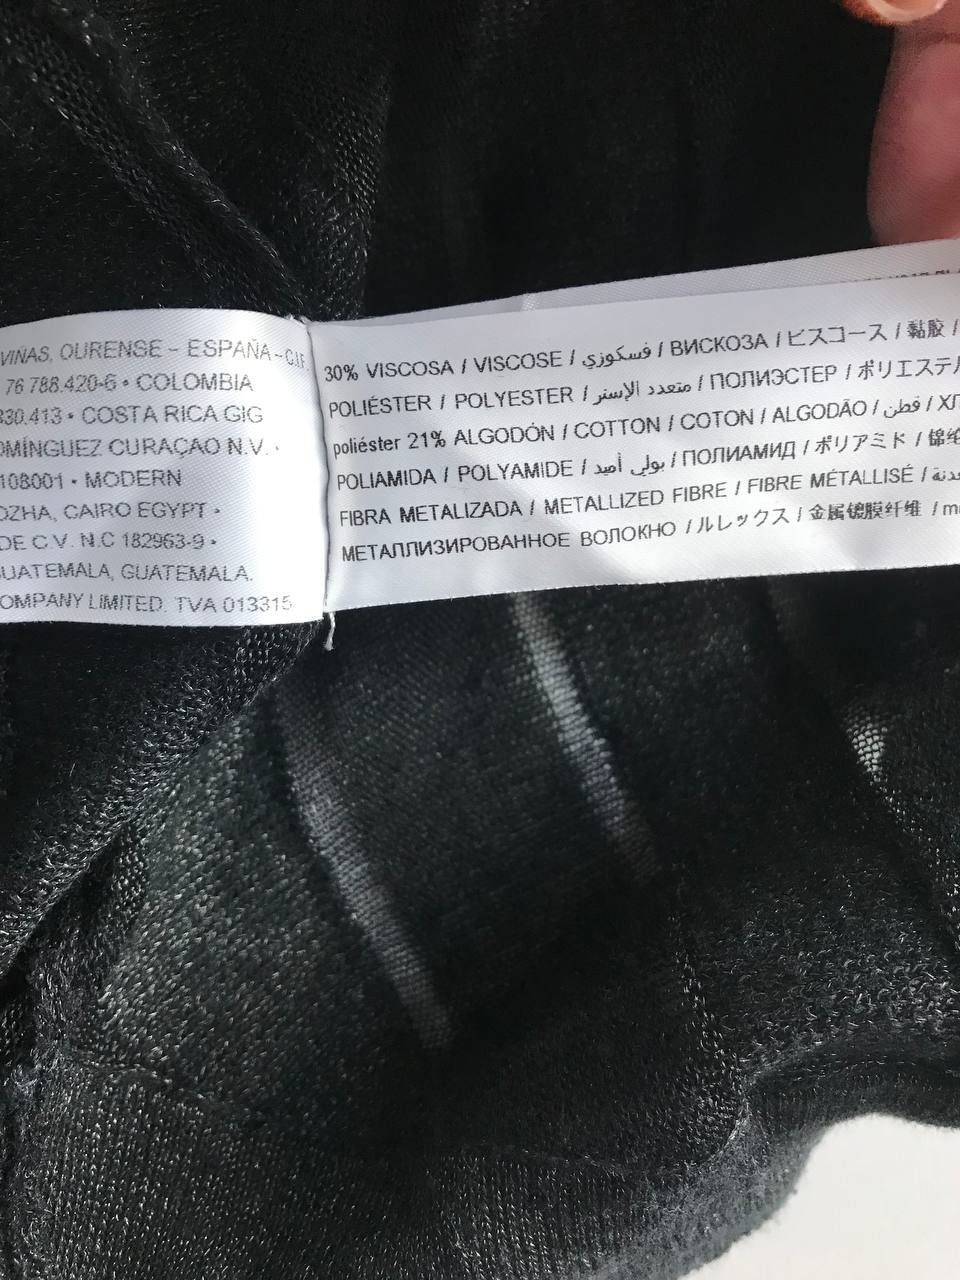 VIÑAS, OURENSE - ESPAÑA - C.I.F.
76 788.420-6 • COLOMBIA
830.413 • COSTA RICA GIG
OMÍNGUEZ CURAÇAO N.V. •
108001 • MODERN
OZHA, CAIRO EGYPT •
DE C.V. N.C 182963-9 •
GUATEMALA, GUATEMALA.
OMPANY LIMITED. TVA 013315
30% VISCOSA / VISCOSE / فسكوزي / ВИСКОЗА / ビスコース / 黏胶 /
POLIÉSTER / POLYESTER / متعدد الإستر / ПОЛИЭСТЕР / ポリエステル
poliéster 21% ALGODÓN / COTTON / COTON / ALGODÃO / قطن / ХЛ
POLIAMIDA / POLYAMIDE / بولي أميد / ПОЛИАМИД / ポリアミド / 锦纶
FIBRA METALIZADA / METALLIZED FIBRE / FIBRE MÉTALLISÉ /
МЕТАЛЛИЗИРОВАННОЕ ВОЛОКНО / ルレックス / 金属镀膜纤维 / m